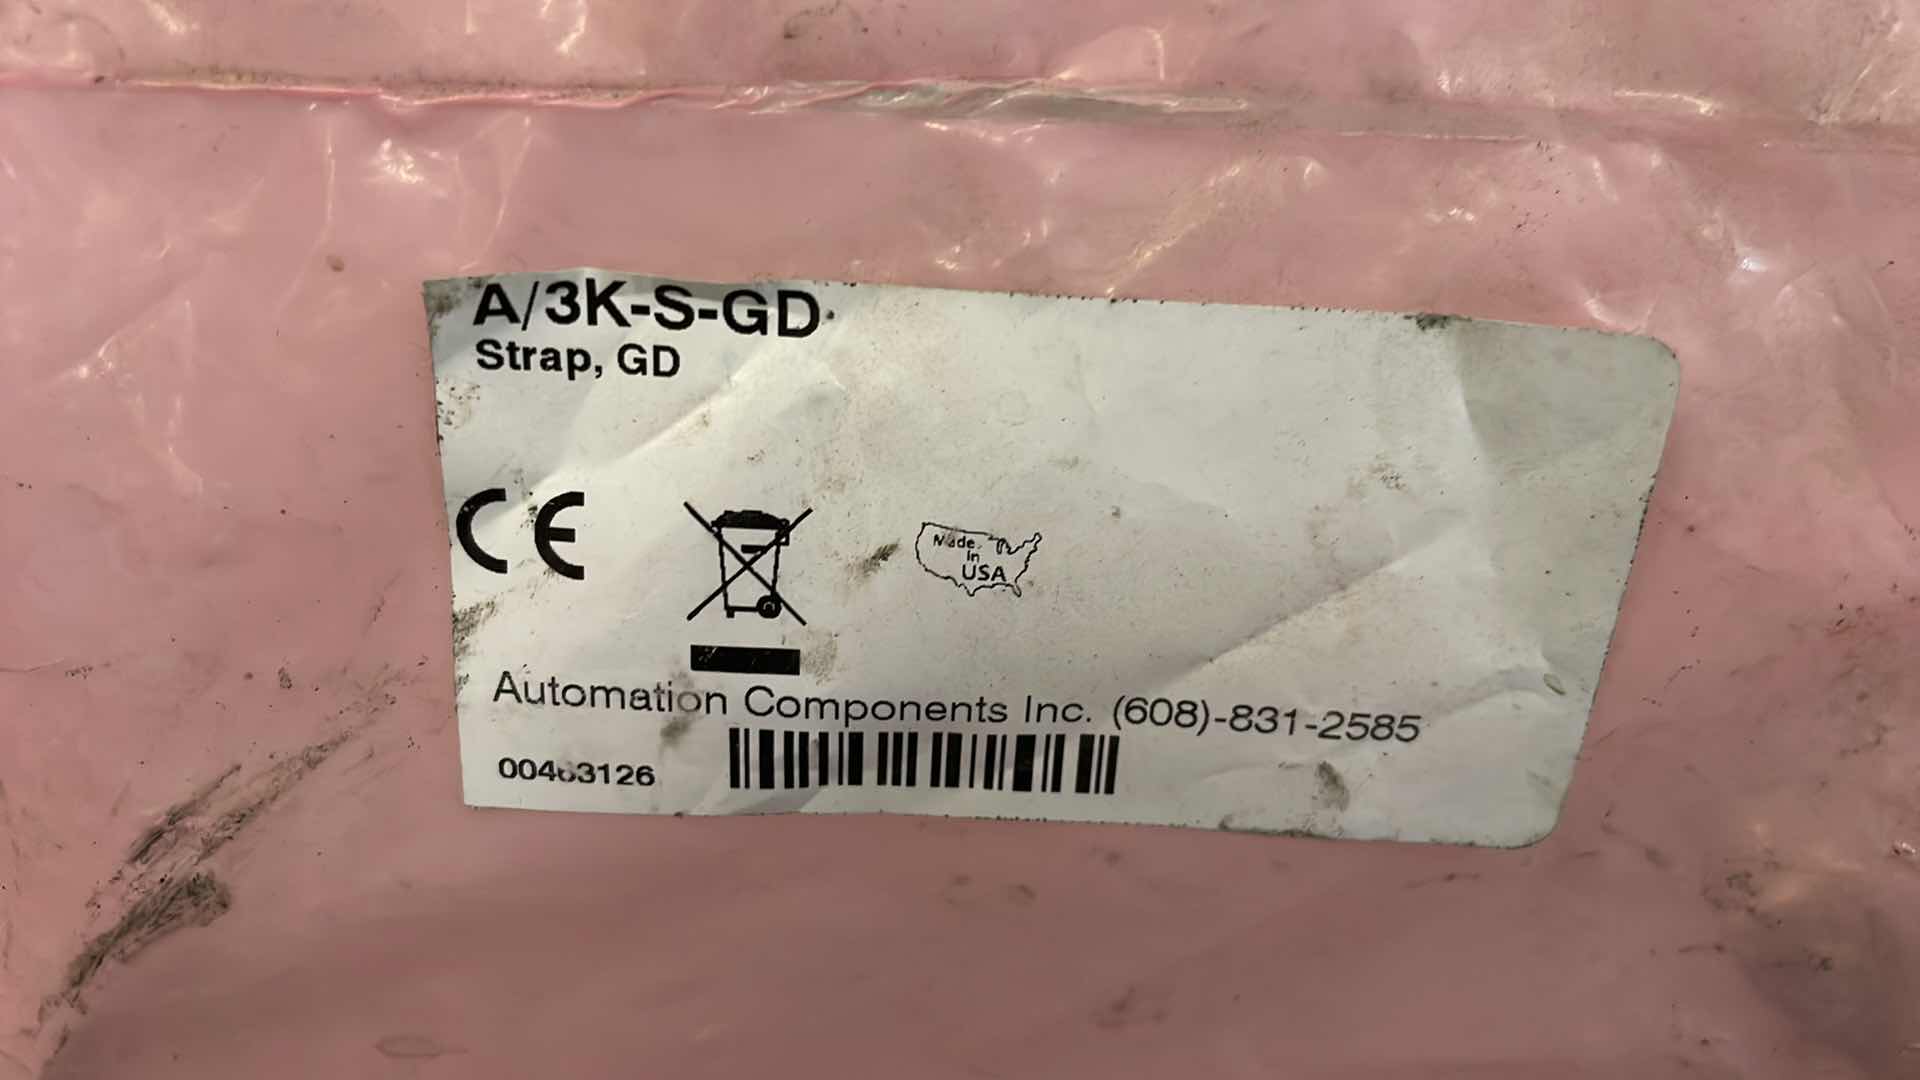 A/3K-S-GD
Strap, GD
CE
Made
In
USA
Automation Components Inc. (608)-831-2585